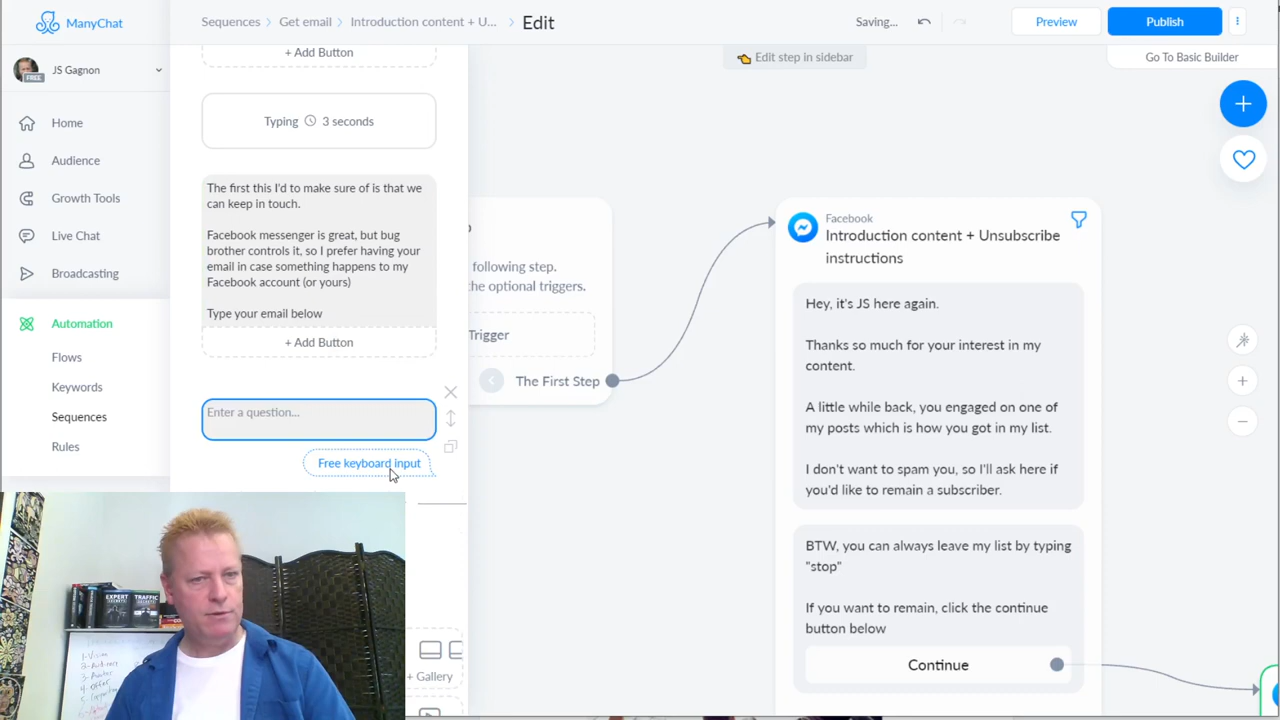 ManyChat
Sequences
Get email
Introduction content + U...
Edit
Saving...
Preview
Publish
JS Gagnon
FREE
+ Add Button
👈 Edit step in sidebar
Go To Basic Builder
Home
Audience
Growth Tools
Live Chat
Broadcasting
Automation
Flows
Keywords
Sequences
Rules
Typing 3 seconds
The first this I'd to make sure of is that we
can keep in touch.
Facebook messenger is great, but bug
brother controls it, so I prefer having your
email in case something happens to my
Facebook account (or yours)
Type your email below
+ Add Button
Enter a question...
Free keyboard input
+ Gallery
following step.
the optional triggers.
Trigger
The First Step
Facebook
Introduction content + Unsubscribe
instructions
Hey, it's JS here again.
Thanks so much for your interest in my
content.
A little while back, you engaged on one of
my posts which is how you got in my list.
I don't want to spam you, so I'll ask here if
you'd like to remain a subscriber.
BTW, you can always leave my list by typing
"stop"
If you want to remain, click the continue
button below
Continue
EXPERT
SECRETS
TRAFFIC
SECRETS